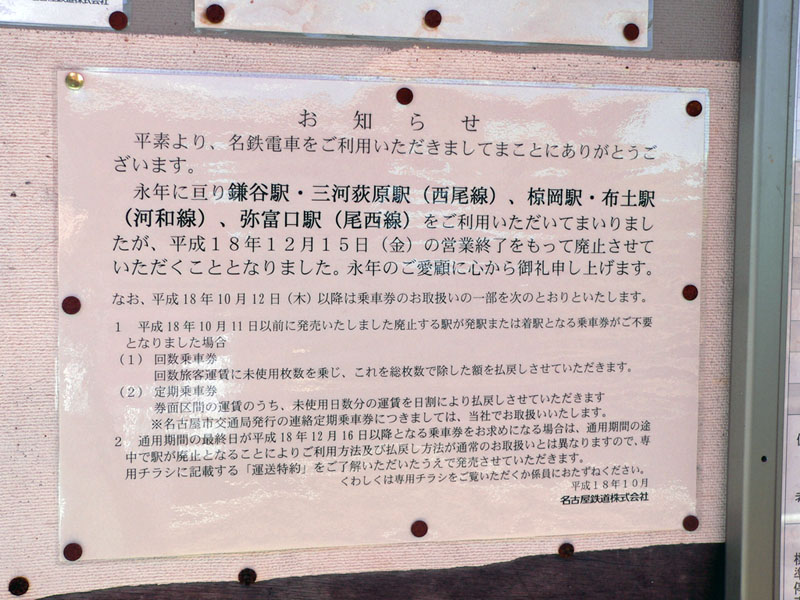 名古屋鉄道株式会社
お知らせ
平素より、名鉄電車をご利用いただきましてまことにありがとうご
ざいます。
永年に亘り鎌谷駅・三河荻原駅（西尾線）、椋岡駅・布土駅
（河和線）、弥富口駅（尾西線）をご利用いただいてまいりまし
たが、平成１８年１２月１５日（金）の営業終了をもって廃止させて
いただくこととなりました。永年のご愛顧に心から御礼申し上げます。
なお、平成18年10月12日（木）以降は乗車券のお取扱いの一部を次のとおりといたします。
1　平成18年10月11日以前に発売いたしました廃止する駅が発駅または着駅となる乗車券がご不要
となりました場合
（1）　回数乗車券
回数旅客運賃に未使用枚数を乗じ、これを総枚数で除した額を払戻しさせていただきます。
（2）　定期乗車券
券面区間の運賃のうち、未使用日数分の運賃を日割により払戻しさせていただきます
※名古屋市交通局発行の連絡定期乗車券につきましては、当社でお取扱いいたします。
2　通用期間の最終日が平成18年12月16日以降となる乗車券をお求めになる場合は、通用期間の途
中で駅が廃止となることによりご利用方法及び払戻し方法が通常のお取扱いとは異なりますので、専
用チラシに記載する「運送特約」をご了解いただいたうえで発売させていただきます。
くわしくは専用チラシをご覧いただくか係員におたずねください。
平成18年10月
名古屋鉄道株式会社